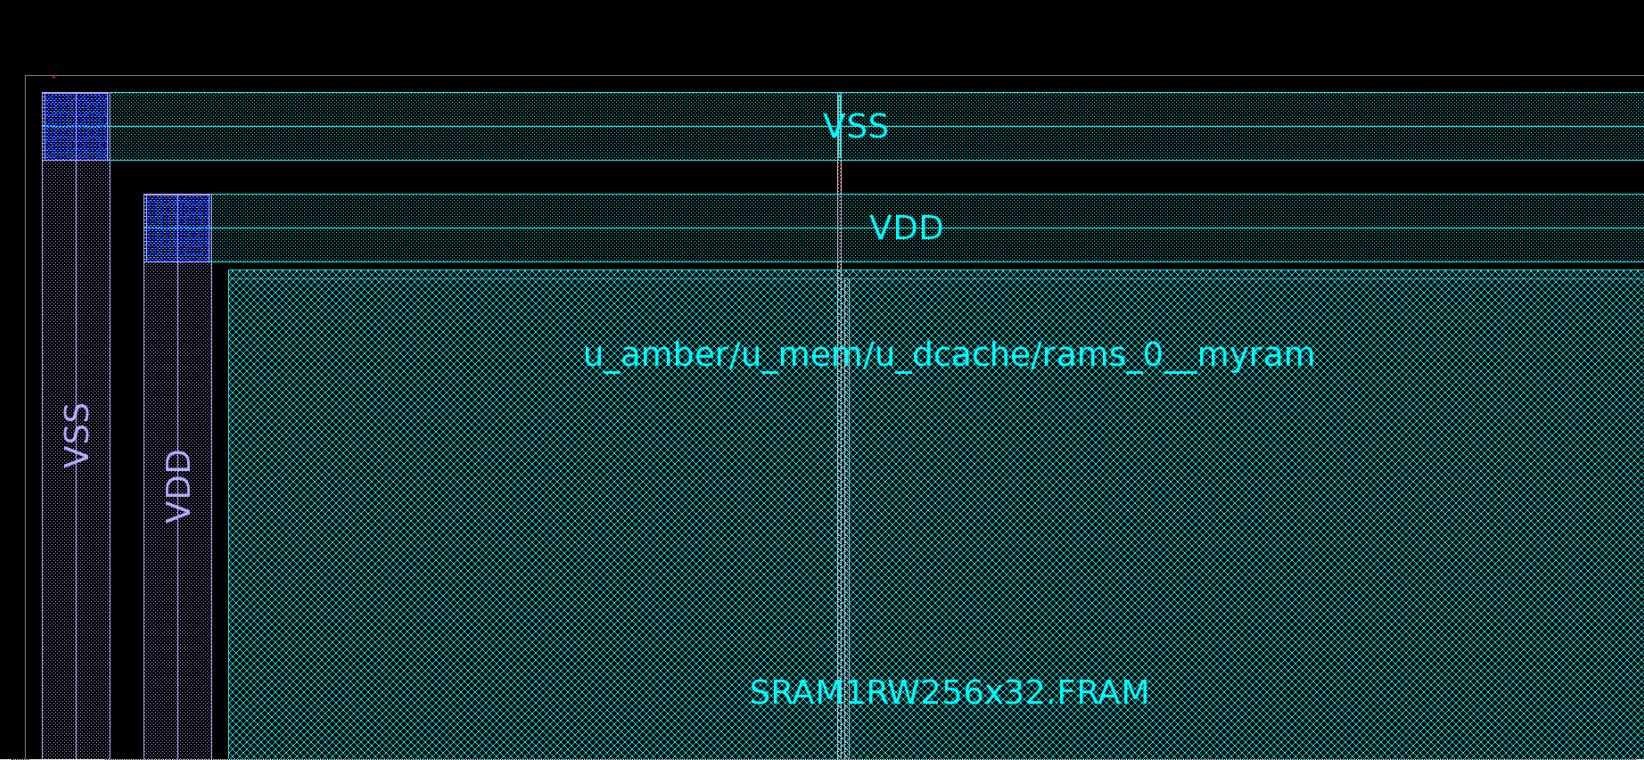 VSS
VDD
u_amber/u_mem/u_dcache/rams_0__myram
VSS
VDD
SRAM1RW256x32.FRAM